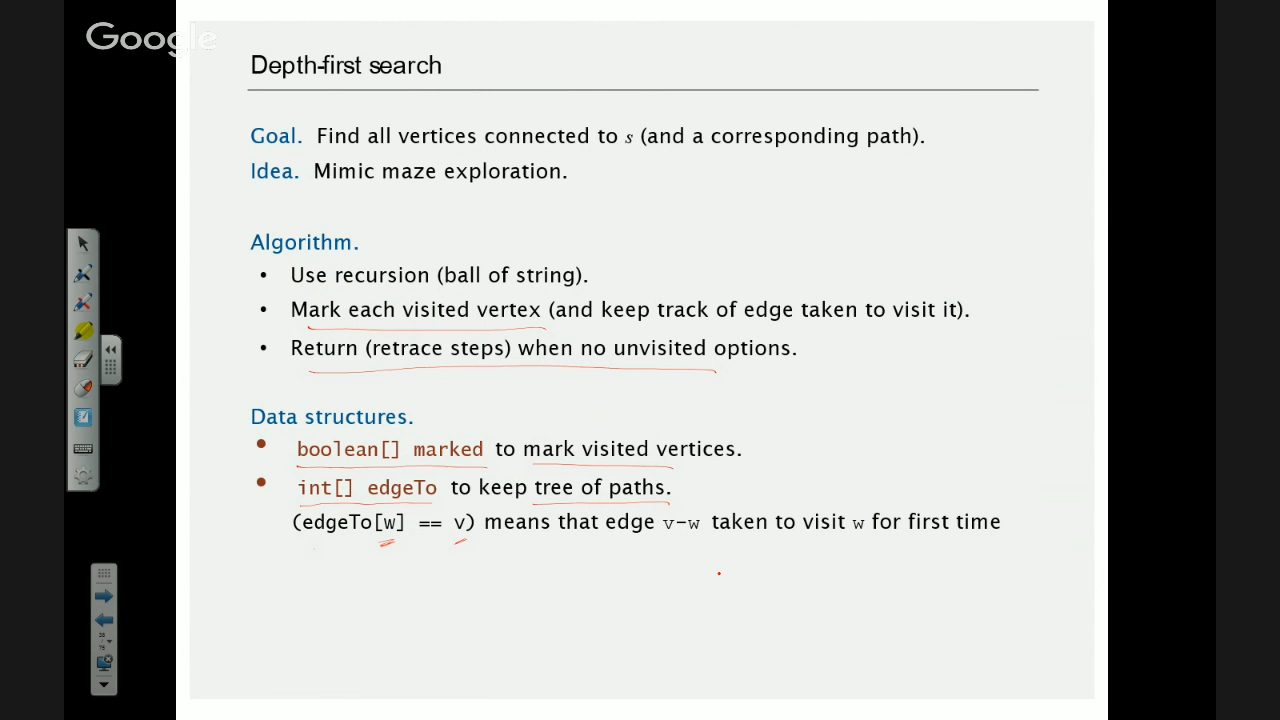 Google
Depth-first search
Goal. Find all vertices connected to s (and a corresponding path).
Idea. Mimic maze exploration.
Algorithm.
• Use recursion (ball of string).
• Mark each visited vertex (and keep track of edge taken to visit it).
• Return (retrace steps) when no unvisited options.
Data structures.
• boolean[] marked to mark visited vertices.
• int[] edgeTo to keep tree of paths.
(edgeTo[w] == v) means that edge v-w taken to visit w for first time